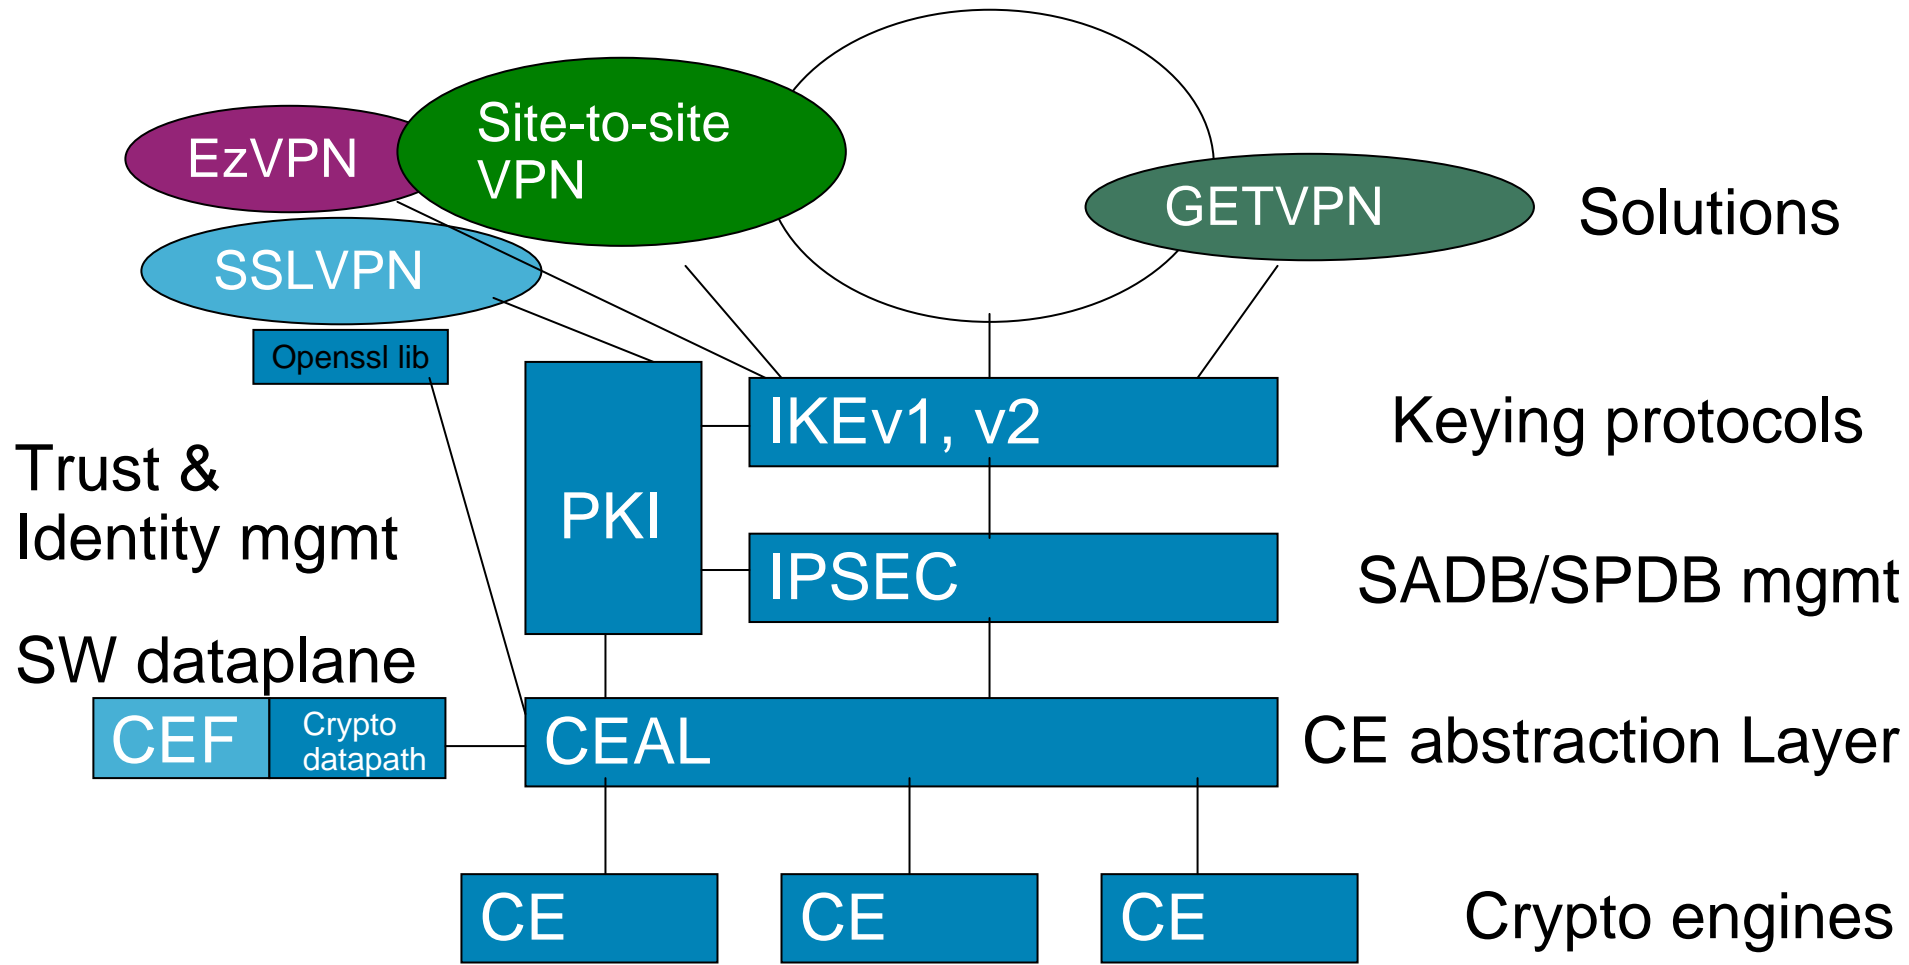 Site-to-site
VPN
EzVPN
GETVPN
Solutions
SSLVPN
Openssl lib
IKEv1, v2
Keying protocols
Trust &
Identity mgmt
PKI
IPSEC
SADB/SPDB mgmt
SW dataplane
CEF
Crypto
datapath
CEAL
CE abstraction Layer
CE
CE
CE
Crypto engines